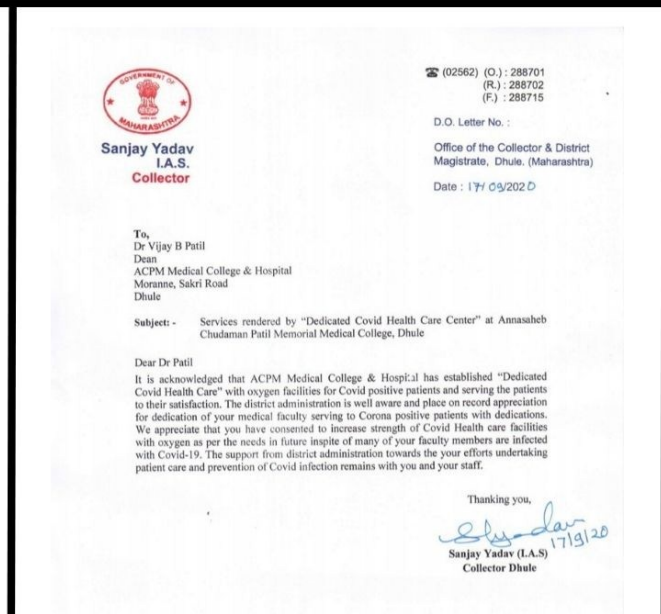 GOVERNMENT OF
MAHARASHTRA
Sanjay Yadav
I.A.S.
Collector
☎ (02562) (O.) : 288701
(R.) : 288702
(F.) : 288715
D.O. Letter No. :
Office of the Collector & District
Magistrate, Dhule. (Maharashtra)
Date : 17/09/2020
To,
Dr Vijay B Patil
Dean
ACPM Medical College & Hospital
Moranne, Sakri Road
Dhule
Subject: - Services rendered by “Dedicated Covid Health Care Center” at Annasaheb
Chudaman Patil Memorial Medical College, Dhule
Dear Dr Patil
It is acknowledged that ACPM Medical College & Hospital has established “Dedicated
Covid Health Care” with oxygen facilities for Covid positive patients and serving the patients
to their satisfaction. The district administration is well aware and place on record appreciation
for dedication of your medical faculty serving to Corona positive patients with dedications.
We appreciate that you have consented to increase strength of Covid Health care facilities
with oxygen as per the needs in future inspite of many of your faculty members are infected
with Covid-19. The support from district administration towards the your efforts undertaking
patient care and prevention of Covid infection remains with you and your staff.
Thanking you,
17/9/20
Sanjay Yadav (I.A.S)
Collector Dhule